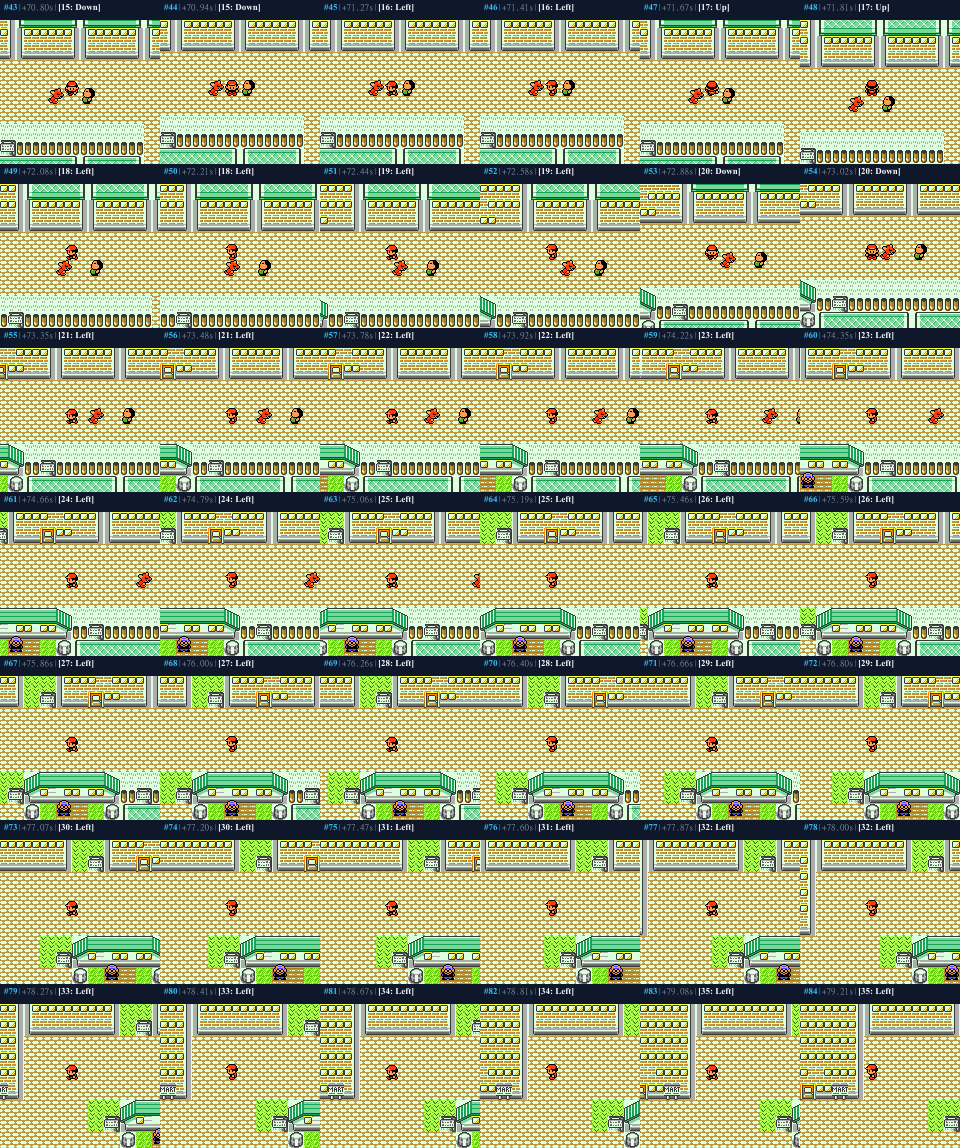 #43|+70.80s|[15: Down] #44|+70.94s|[15: Down] #45|+71.27s|[16: Left] #46|+71.41s|[16: Left] #47|+71.67s|[17: Up] #48|+71.81s|[17: Up]
#49|+72.08s|[18: Left] #50|+72.21s|[18: Left] #51|+72.44s|[19: Left] #52|+72.58s|[19: Left] #53|+72.88s|[20: Down] #54|+73.02s|[20: Down]
#55|+73.35s|[21: Left] #56|+73.48s|[21: Left] #57|+73.78s|[22: Left] #58|+73.92s|[22: Left] #59|+74.22s|[23: Left] #60|+74.35s|[23: Left]
#61|+74.66s|[24: Left] #62|+74.79s|[24: Left] #63|+75.06s|[25: Left] #64|+75.19s|[25: Left] #65|+75.46s|[26: Left] #66|+75.59s|[26: Left]
#67|+75.86s|[27: Left] #68|+76.00s|[27: Left] #69|+76.26s|[28: Left] #70|+76.40s|[28: Left] #71|+76.66s|[29: Left] #72|+76.80s|[29: Left]
#73|+77.07s|[30: Left] #74|+77.20s|[30: Left] #75|+77.47s|[31: Left] #76|+77.60s|[31: Left] #77|+77.87s|[32: Left] #78|+78.00s|[32: Left]
#79|+78.27s|[33: Left] #80|+78.41s|[33: Left] #81|+78.67s|[34: Left] #82|+78.81s|[34: Left] #83|+79.08s|[35: Left] #84|+79.21s|[35: Left]
MART MART MART MART MART